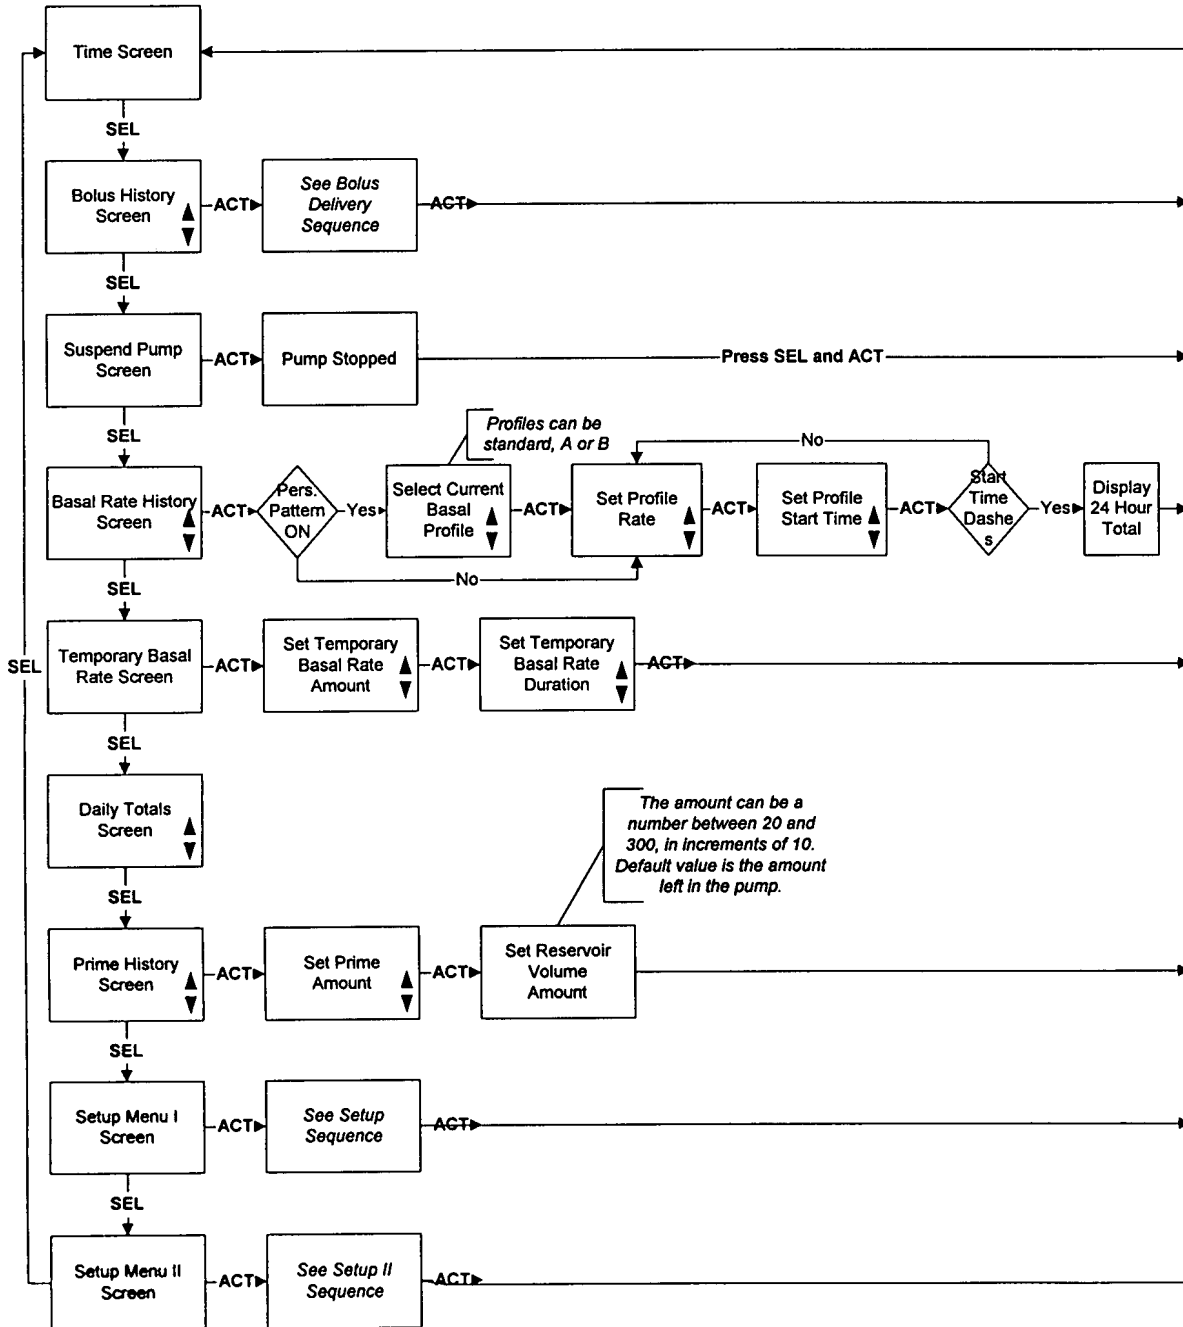 Time Screen
SEL
Bolus History
Screen
ACT
See Bolus
Delivery
Sequence
ACT
SEL
Suspend Pump
Screen
ACT
Pump Stopped
Press SEL and ACT
SEL
Basal Rate History
Screen
ACT
Pers.
Pattern
ON
Yes
No
Profiles can be
standard, A or B
Select Current
Basal
Profile
ACT
Set Profile
Rate
ACT
Set Profile
Start Time
ACT
No
Start
Time
Dashe
s
Yes
Display
24 Hour
Total
SEL
SEL
Temporary Basal
Rate Screen
ACT
Set Temporary
Basal Rate
Amount
ACT
Set Temporary
Basal Rate
Duration
ACT
SEL
Daily Totals
Screen
The amount can be a
number between 20 and
300, in increments of 10.
Default value is the amount
left in the pump.
SEL
Prime History
Screen
ACT
Set Prime
Amount
ACT
Set Reservoir
Volume
Amount
SEL
Setup Menu I
Screen
ACT
See Setup
Sequence
ACT
SEL
Setup Menu II
Screen
ACT
See Setup II
Sequence
ACT